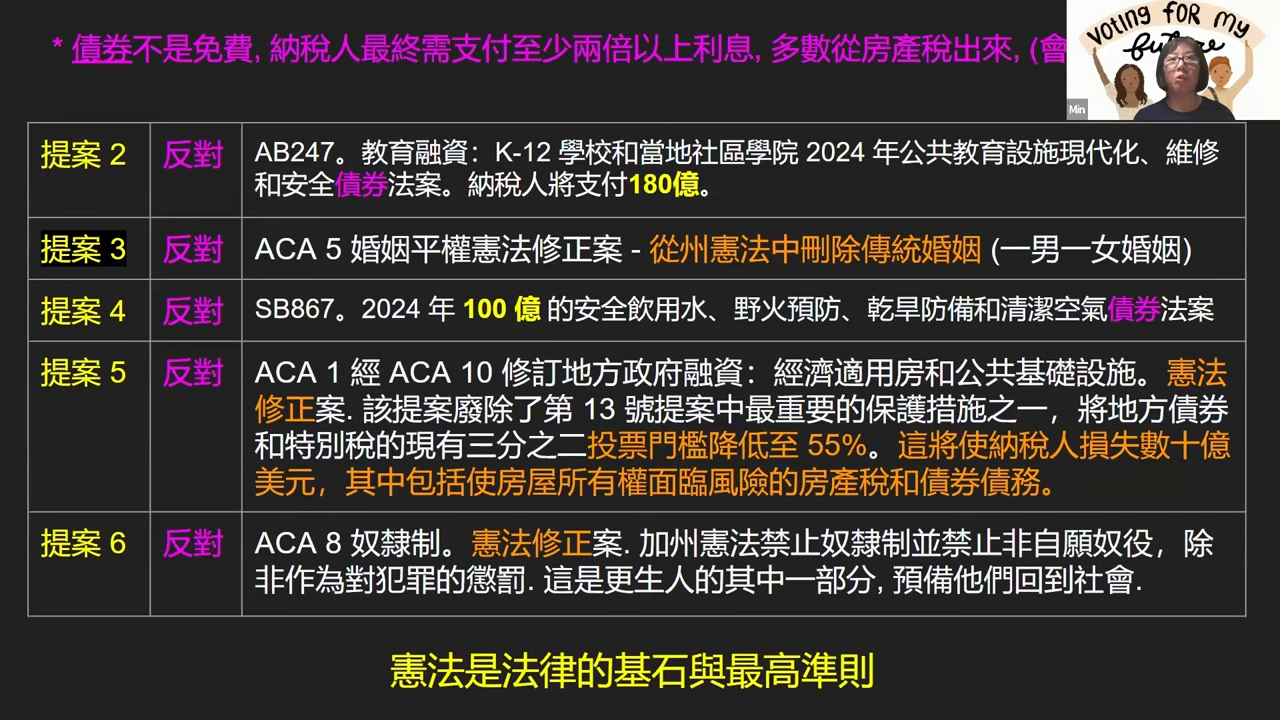 * 債券不是免費, 納稅人最終需支付至少兩倍以上利息, 多數從房產稅出來, (會
Voting FOR my
future
Min
提案 2
反對
AB247。教育融資：K-12 學校和當地社區學院 2024 年公共教育設施現代化、維修
和安全債券法案。納稅人將支付180億。
提案 3
反對
ACA 5 婚姻平權憲法修正案 - 從州憲法中刪除傳統婚姻 (一男一女婚姻)
提案 4
反對
SB867。2024 年 100 億 的安全飲用水、野火預防、乾旱防備和清潔空氣債券法案
提案 5
反對
ACA 1 經 ACA 10 修訂地方政府融資：經濟適用房和公共基礎設施。憲法
修正案. 該提案廢除了第 13 號提案中最重要的保護措施之一，將地方債券
和特別稅的現有三分之二投票門檻降低至 55%。這將使納稅人損失數十億
美元，其中包括使房屋所有權面臨風險的房產稅和債券債務。
提案 6
反對
ACA 8 奴隸制。憲法修正案. 加州憲法禁止奴隸制並禁止非自願奴役，除
非作為對犯罪的懲罰. 這是更生人的其中一部分, 預備他們回到社會.
憲法是法律的基石與最高準則